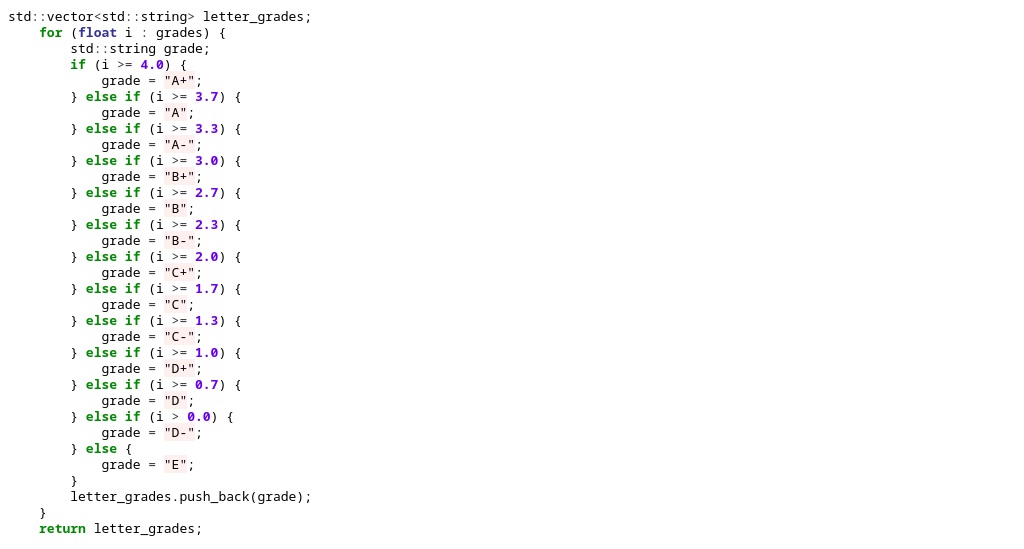 std::vector<std::string> letter_grades;
    for (float i : grades) {
        std::string grade;
        if (i >= 4.0) {
            grade = "A+";
        } else if (i >= 3.7) {
            grade = "A";
        } else if (i >= 3.3) {
            grade = "A-";
        } else if (i >= 3.0) {
            grade = "B+";
        } else if (i >= 2.7) {
            grade = "B";
        } else if (i >= 2.3) {
            grade = "B-";
        } else if (i >= 2.0) {
            grade = "C+";
        } else if (i >= 1.7) {
            grade = "C";
        } else if (i >= 1.3) {
            grade = "C-";
        } else if (i >= 1.0) {
            grade = "D+";
        } else if (i >= 0.7) {
            grade = "D";
        } else if (i > 0.0) {
            grade = "D-";
        } else {
            grade = "E";
        }
        letter_grades.push_back(grade);
    }
    return letter_grades;